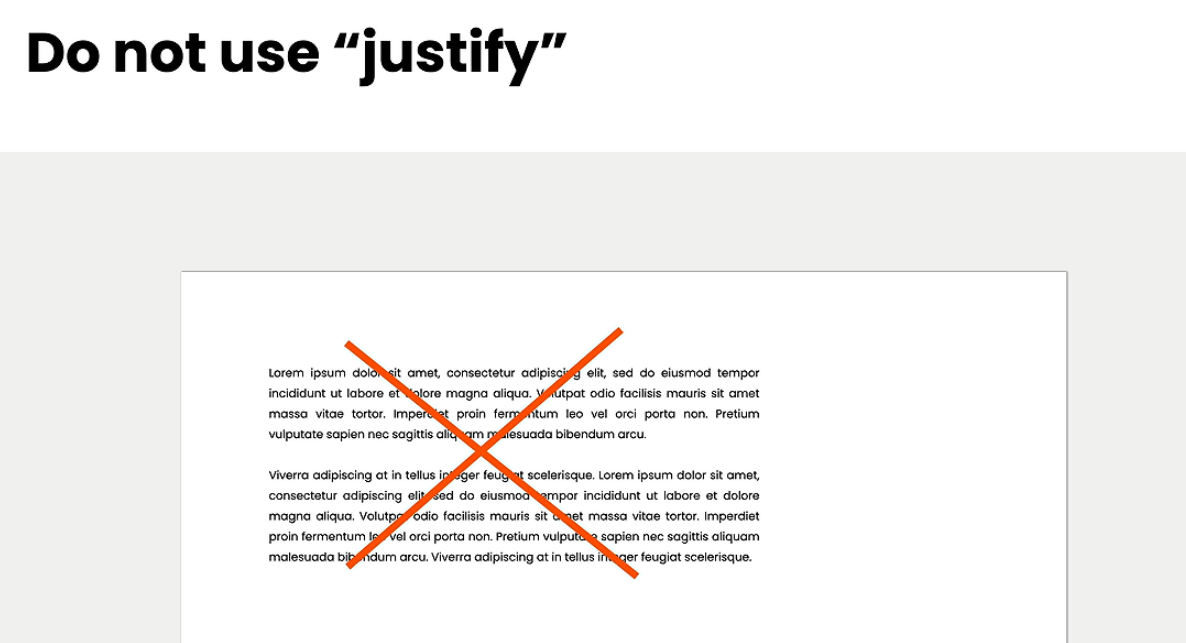 Do not use “justify”
Lorem ipsum dolor sit amet, consectetur adipiscing elit, sed do eiusmod tempor
incididunt ut labore et dolore magna aliqua. Volutpat odio facilisis mauris sit amet
massa vitae tortor. Imperdiet proin fermentum leo vel orci porta non. Pretium
vulputate sapien nec sagittis aliquam malesuada bibendum arcu.
Viverra adipiscing at in tellus integer feugiat scelerisque. Lorem ipsum dolor sit amet,
consectetur adipiscing elit, sed do eiusmod tempor incididunt ut labore et dolore
magna aliqua. Volutpat odio facilisis mauris sit amet massa vitae tortor. Imperdiet
proin fermentum leo vel orci porta non. Pretium vulputate sapien nec sagittis aliquam
malesuada bibendum arcu. Viverra adipiscing at in tellus integer feugiat scelerisque.